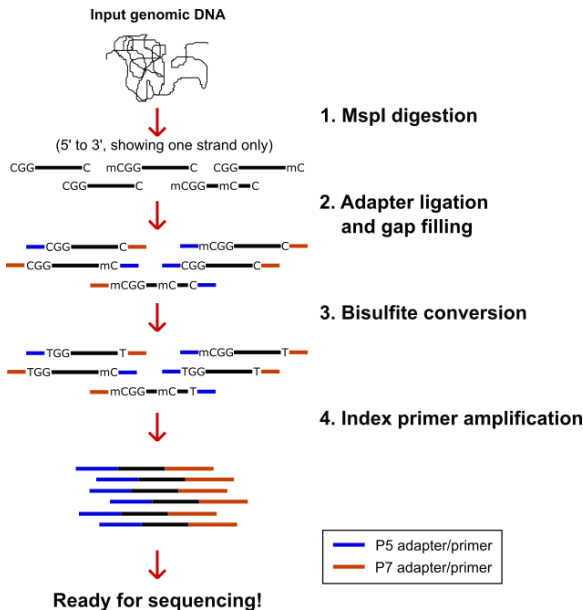 Input genomic DNA
1. MspI digestion
(5' to 3', showing one strand only)
CGG C mCGG C CGG mC
CGG C mCGG mC C
2. Adapter ligation
and gap filling
CGG C mCGG C
CGG mC CGG C
mCGG mC C
3. Bisulfite conversion
TGG T mCGG T
TGG mC TGG T
mCGG mC T
4. Index primer amplification
P5 adapter/primer
P7 adapter/primer
Ready for sequencing!